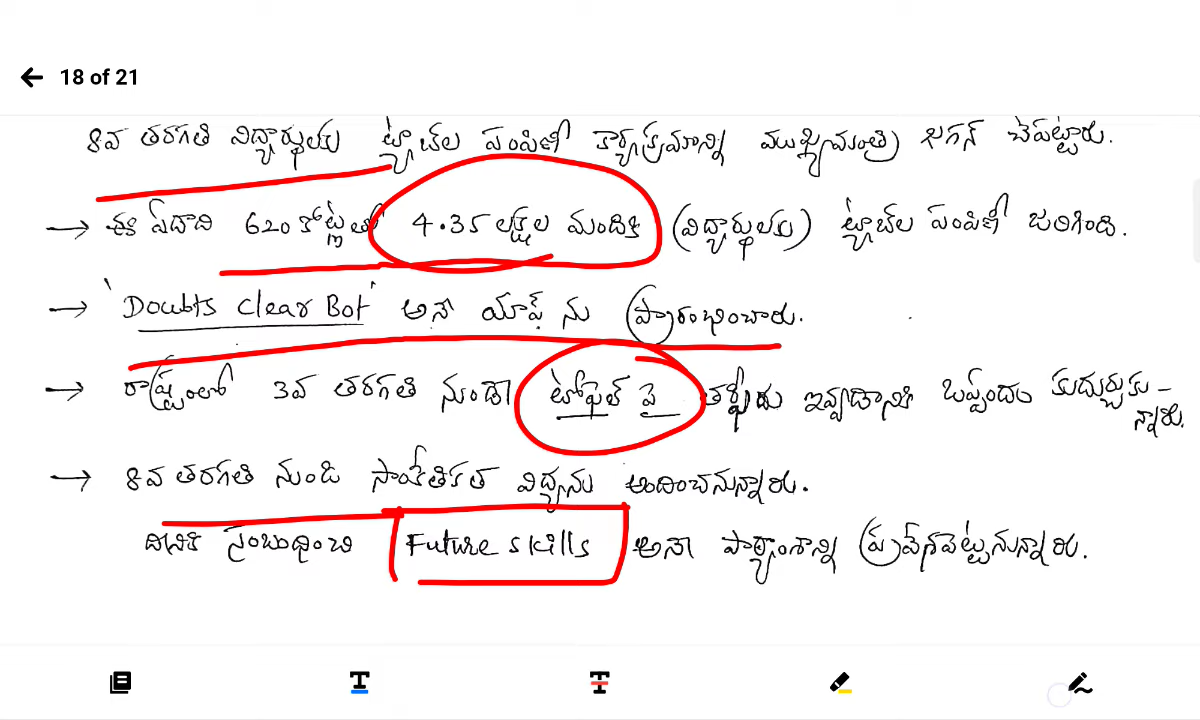 18 of 21
8వ తరగతి విద్యార్థులకు ట్యాబ్‌ల పంపిణీ కార్యక్రమాన్ని ముఖ్యమంత్రి జగన్ చేపట్టారు.
→ ఈ ఏడాది 620 కోట్లతో 4.35 లక్షల మందికి (విద్యార్థులకు) ట్యాబ్‌ల పంపిణీ జరిగింది.
→ 'Doubts clear Bot' అనే యాప్ ను ప్రారంభించారు.
→ రాష్ట్రంలో 3వ తరగతి నుండే టోఫెల్ పై తర్ఫీదు ఇవ్వడానికి ఒప్పందం కుదుర్చుకు-
న్నారు.
→ 8వ తరగతి నుండి సాంకేతికత విద్యను అందించనున్నారు.
దీనికి సంబంధించి Future skills అనే పాఠ్యాంశాన్ని ప్రవేశపెట్టనున్నారు.